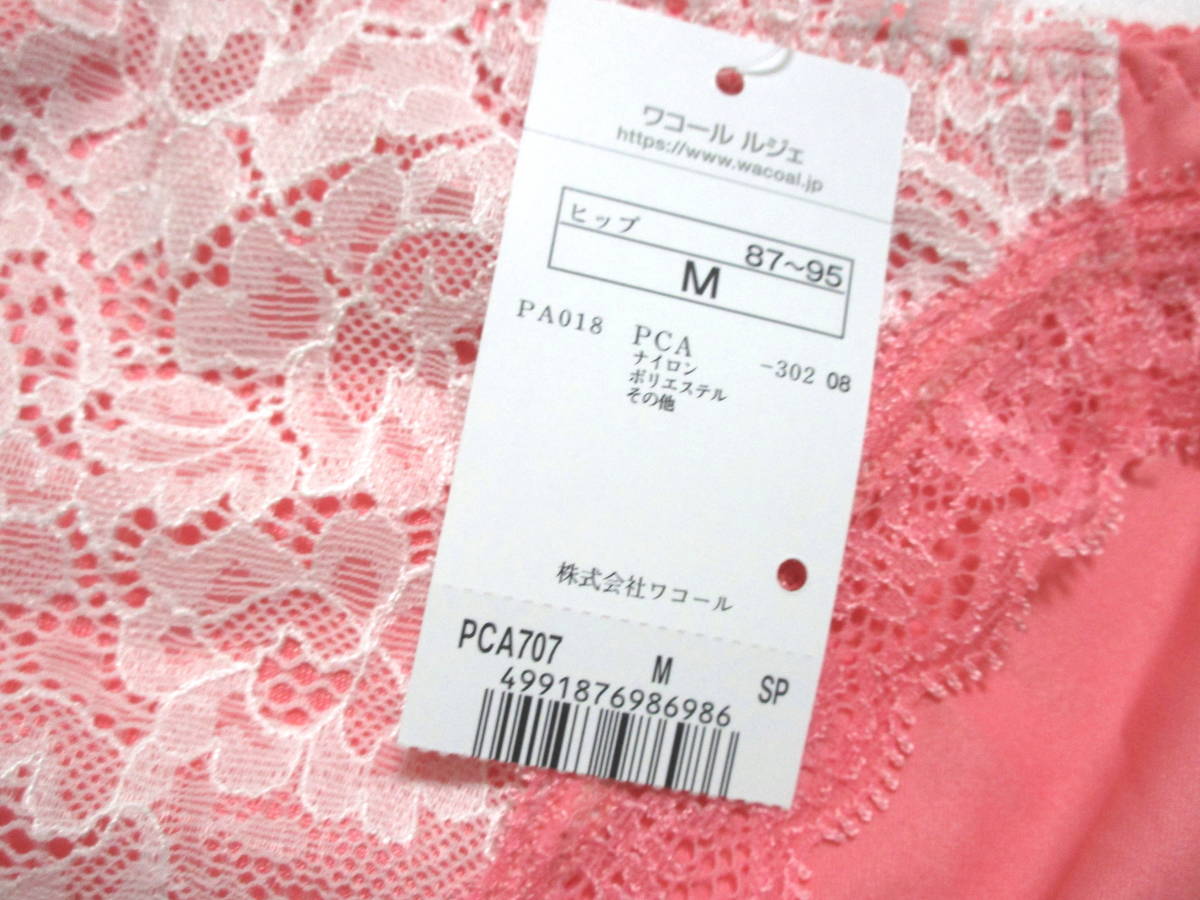 ワコール ルジェ
https://www.wacoal.jp
ヒップ 87~95
M
PA018 PCA -302 08
ナイロン
ポリエステル
その他
株式会社ワコール
PCA707 M SP
4991876986986